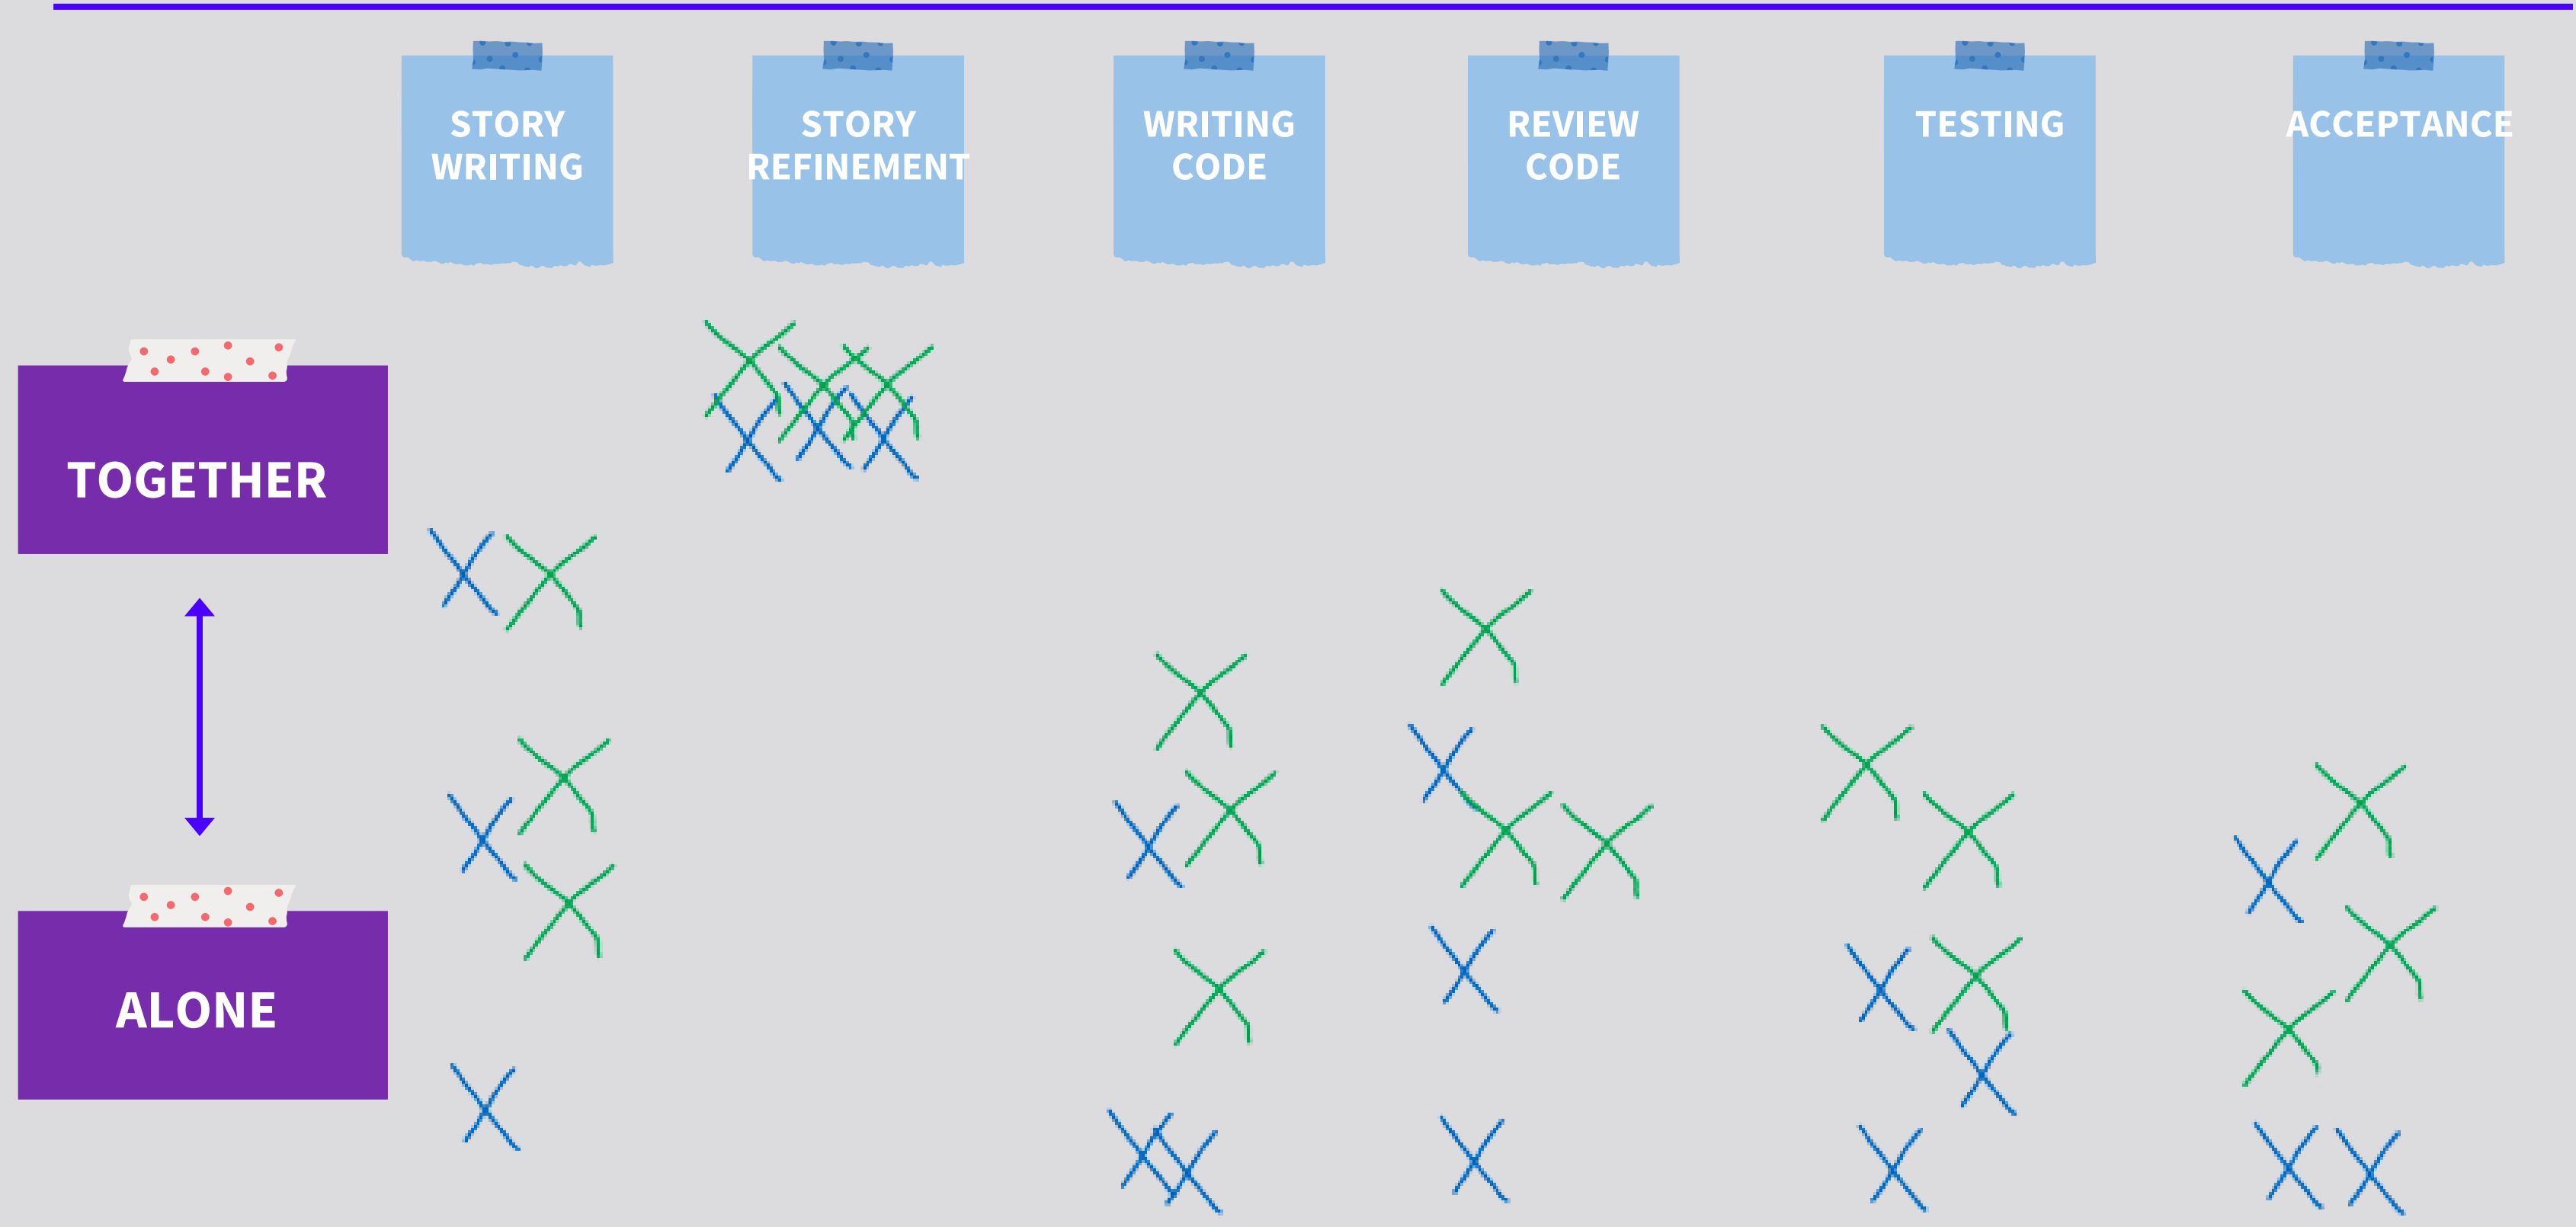 STORY
WRITING
STORY
REFINEMENT
WRITING
CODE
REVIEW
CODE
TESTING
ACCEPTANCE
TOGETHER
ALONE